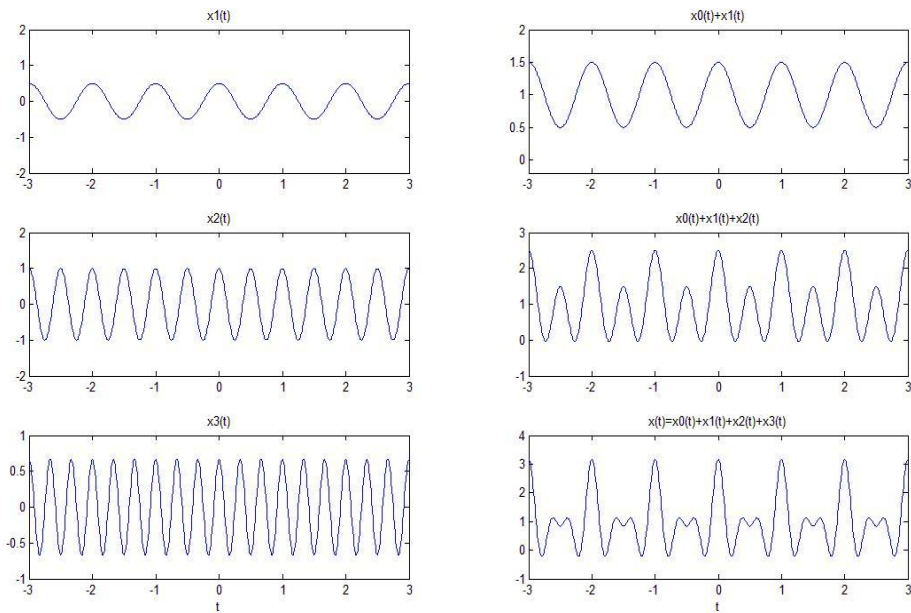 x1(t)
2
1
0
-1
-2
-3 -2 -1 0 1 2 3
t
x0(t)+x1(t)
2
1.5
1
0.5
0
-3 -2 -1 0 1 2 3
x2(t)
2
1
0
-1
-2
-3 -2 -1 0 1 2 3
x0(t)+x1(t)+x2(t)
3
2
1
0
-1
-3 -2 -1 0 1 2 3
x3(t)
1
0.5
0
-0.5
-1
-3 -2 -1 0 1 2 3
t
x(t)=x0(t)+x1(t)+x2(t)+x3(t)
4
3
2
1
0
-1
-3 -2 -1 0 1 2 3
t